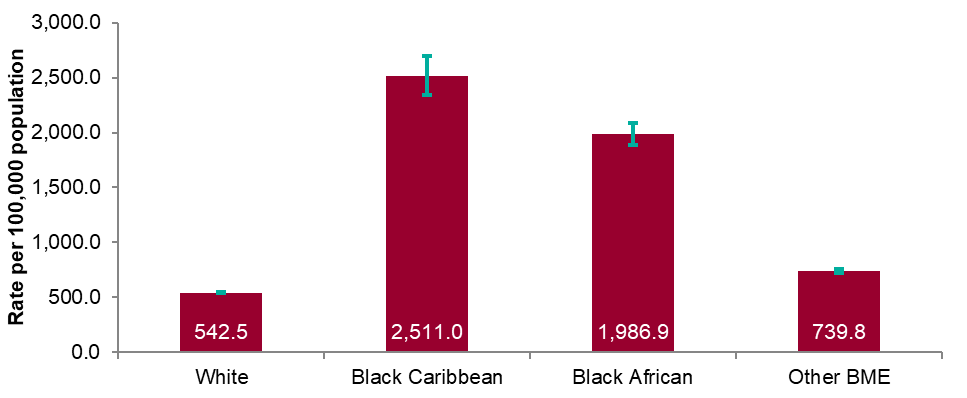 Rate per 100,000 population
3,000.0
2,500.0
2,000.0
1,500.0
1,000.0
500.0
0.0
542.5
2,511.0
1,986.9
739.8
White
Black Caribbean
Black African
Other BME